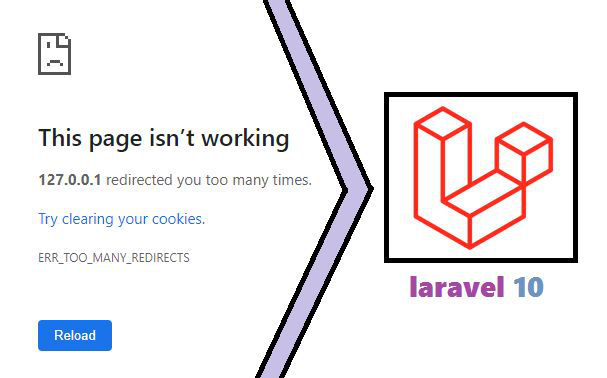 This page isn’t working
127.0.0.1 redirected you too many times.
Try clearing your cookies.
ERR_TOO_MANY_REDIRECTS
Reload
laravel 10